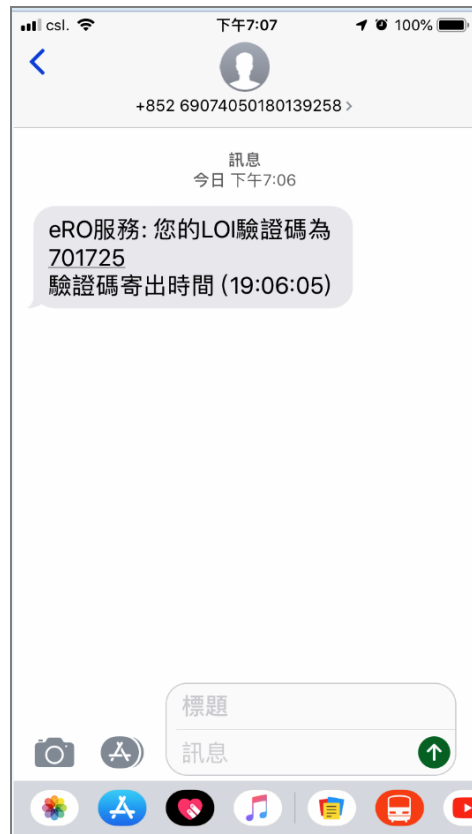 csl.
下午7:07
100%
+852 69074050180139258
訊息
今日 下午7:06
eRO服務: 您的LOI驗證碼為
701725
驗證碼寄出時間 (19:06:05)
標題
訊息